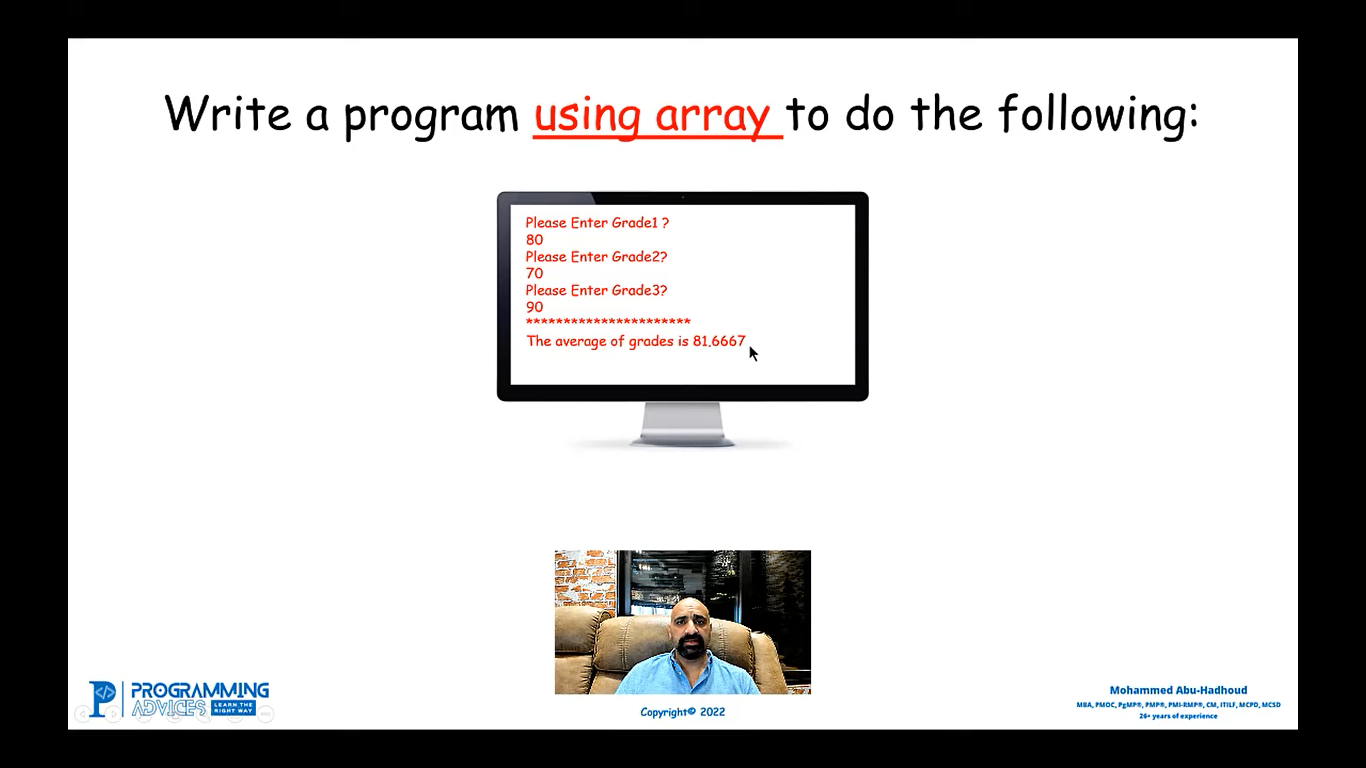 Write a program using array to do the following:
Please Enter Grade1 ?
80
Please Enter Grade2?
70
Please Enter Grade3?
90
**********************
The average of grades is 81.6667
PROGRAMMING
ADVICES LEARN THE RIGHT WAY
Copyright© 2022
Mohammed Abu-Hadhoud
MBA, PMOC, PgMP®, PMP®, PMI-RMP®, CM, ITILF, MCPD, MCSD
26+ years of experience